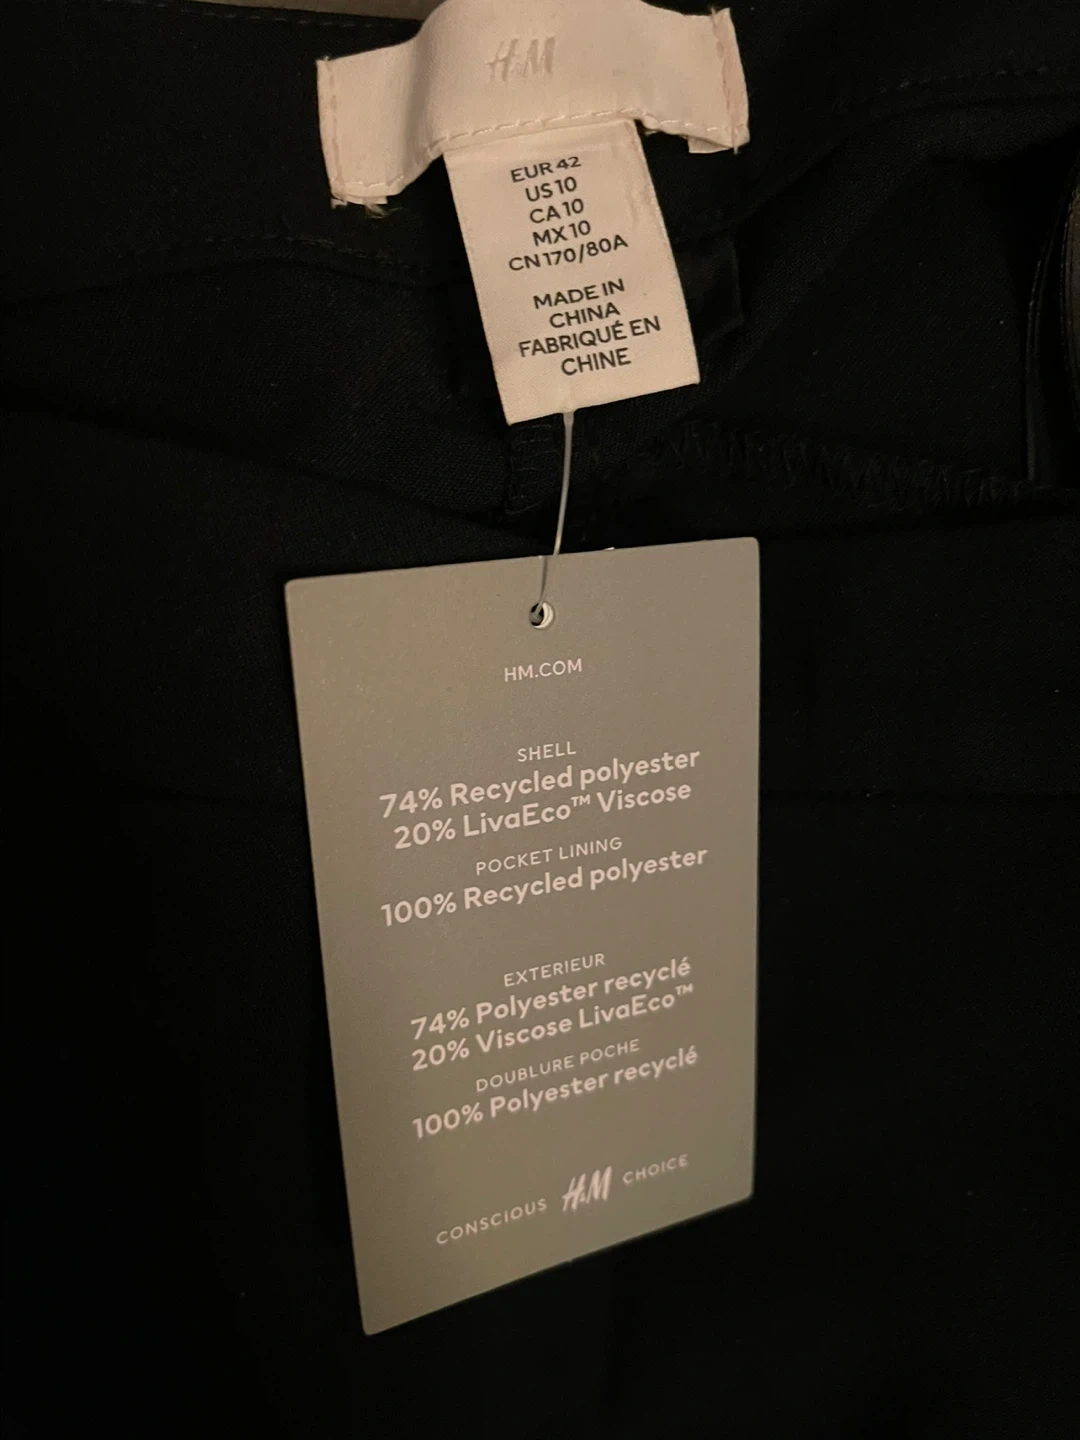 H&M
EUR 42
US 10
CA 10
MX 10
CN 170/80A
MADE IN
CHINA
FABRIQUÉ EN
CHINE
HM.COM
SHELL
74% Recycled polyester
20% LivaEco™ Viscose
POCKET LINING
100% Recycled polyester
EXTERIEUR
74% Polyester recyclé
20% Viscose LivaEco™
DOUBLURE POCHE
100% Polyester recyclé
CONSCIOUS H&M CHOICE